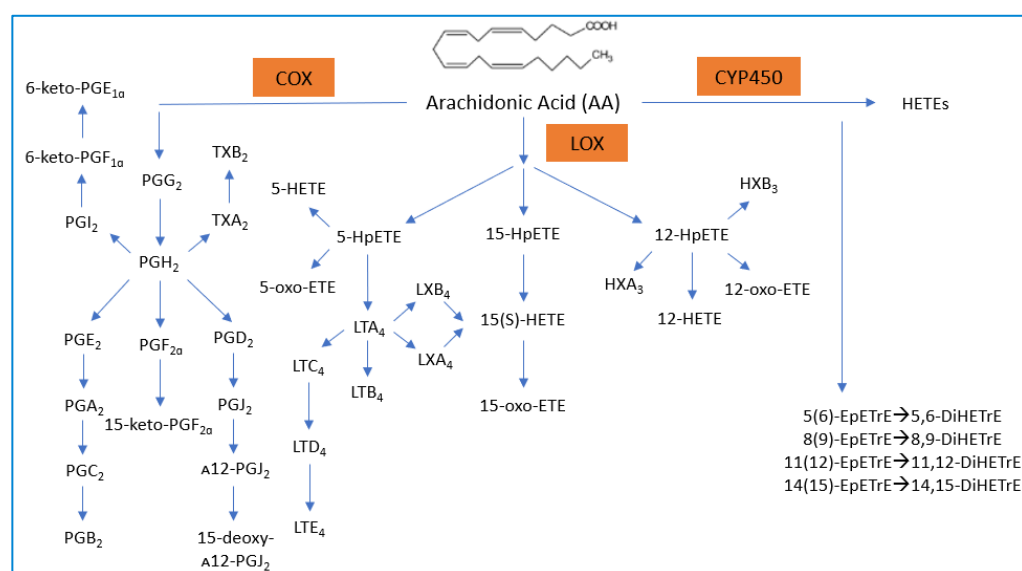 COOH
CH₃
COX
CYP450
Arachidonic Acid (AA)
HETEs
LOX
6-keto-PGE₁α
6-keto-PGF₁α
PGI₂
PGG₂
TXB₂
TXA₂
PGH₂
PGE₂
PGF₂α
PGD₂
PGA₂
15-keto-PGF₂α
PGJ₂
PGC₂
ᴀ12-PGJ₂
PGB₂
15-deoxy-
ᴀ12-PGJ₂
5-HETE
5-HpETE
5-oxo-ETE
LTA₄
LXB₄
LXA₄
LTC₄
LTB₄
LTD₄
LTE₄
15-HpETE
15(S)-HETE
15-oxo-ETE
HXB₃
12-HpETE
HXA₃
12-oxo-ETE
12-HETE
5(6)-EpETrE→5,6-DiHETrE
8(9)-EpETrE→8,9-DiHETrE
11(12)-EpETrE→11,12-DiHETrE
14(15)-EpETrE→14,15-DiHETrE